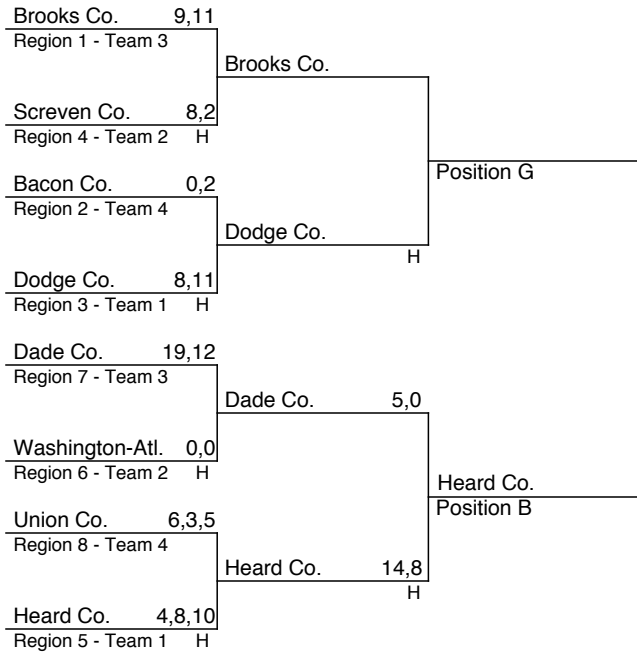 Brooks Co. 9,11
Region 1 - Team 3
Brooks Co.
Screven Co. 8,2
Region 4 - Team 2 H
Position G
Bacon Co. 0,2
Region 2 - Team 4
Dodge Co.
H
Dodge Co. 8,11
Region 3 - Team 1 H
Dade Co. 19,12
Region 7 - Team 3
Dade Co. 5,0
Washington-Atl. 0,0
Region 6 - Team 2 H
Heard Co.
Position B
Union Co. 6,3,5
Region 8 - Team 4
Heard Co. 14,8
H
Heard Co. 4,8,10
Region 5 - Team 1 H